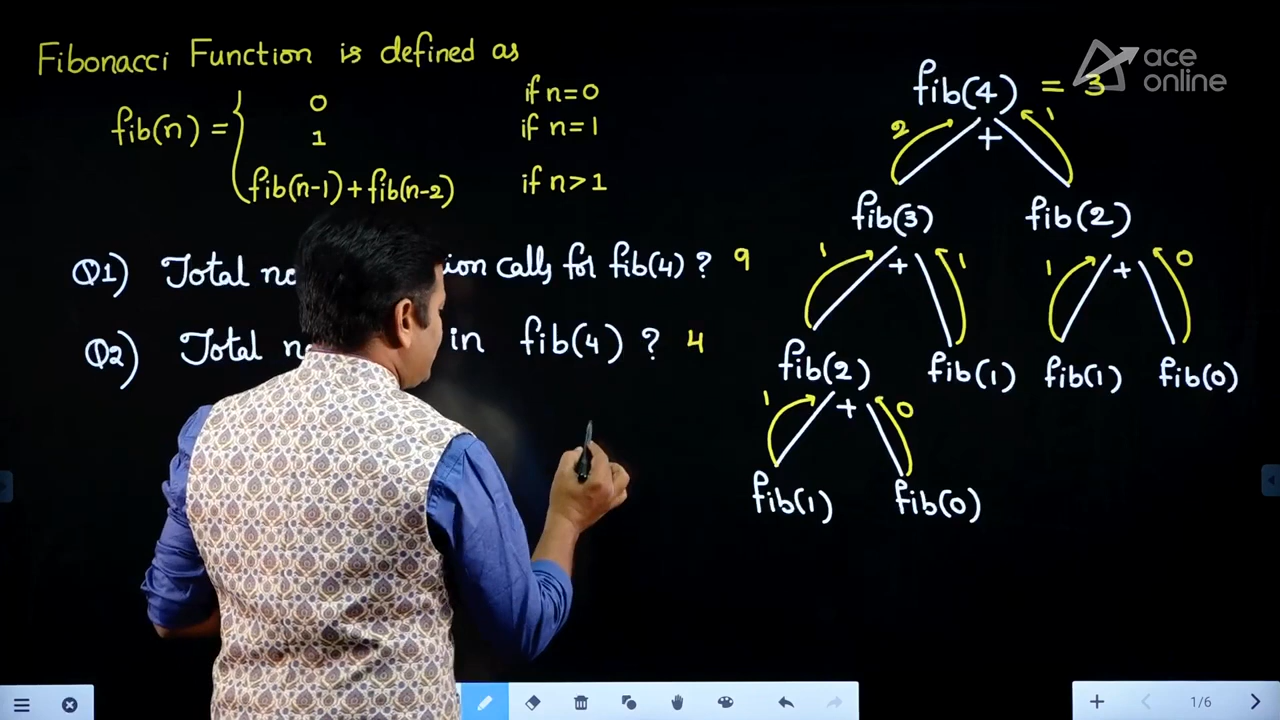 Fibonacci Function is defined as
fib(n) = { 0 if n=0
1 if n=1
fib(n-1)+fib(n-2) if n>1
Q1) Total calls for fib(4) ? 9
Q2) Total in fib(4) ? 4
ace
online
fib(4) = 3
2 + 1
fib(3) fib(2)
1 + 1 1 + 0
fib(2) fib(1) fib(1) fib(0)
1 + 0
fib(1) fib(0)
1/6